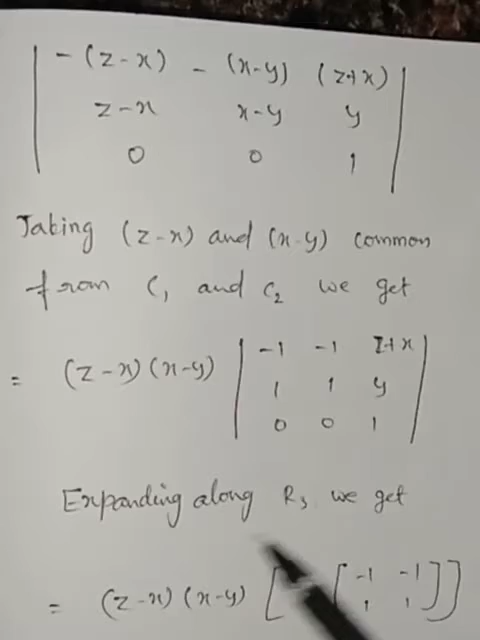 | -(z-x) - (x-y) (z+x) |
| z-x x-y y |
| 0 0 1 |
Taking (z-x) and (x-y) common
from C₁ and C₂ we get
= (z-x)(x-y) | -1 -1 z+x |
| 1 1 y |
| 0 0 1 |
Expanding along R₃ we get
= (z-x)(x-y) [ [ -1 -1
1 1 ] ]